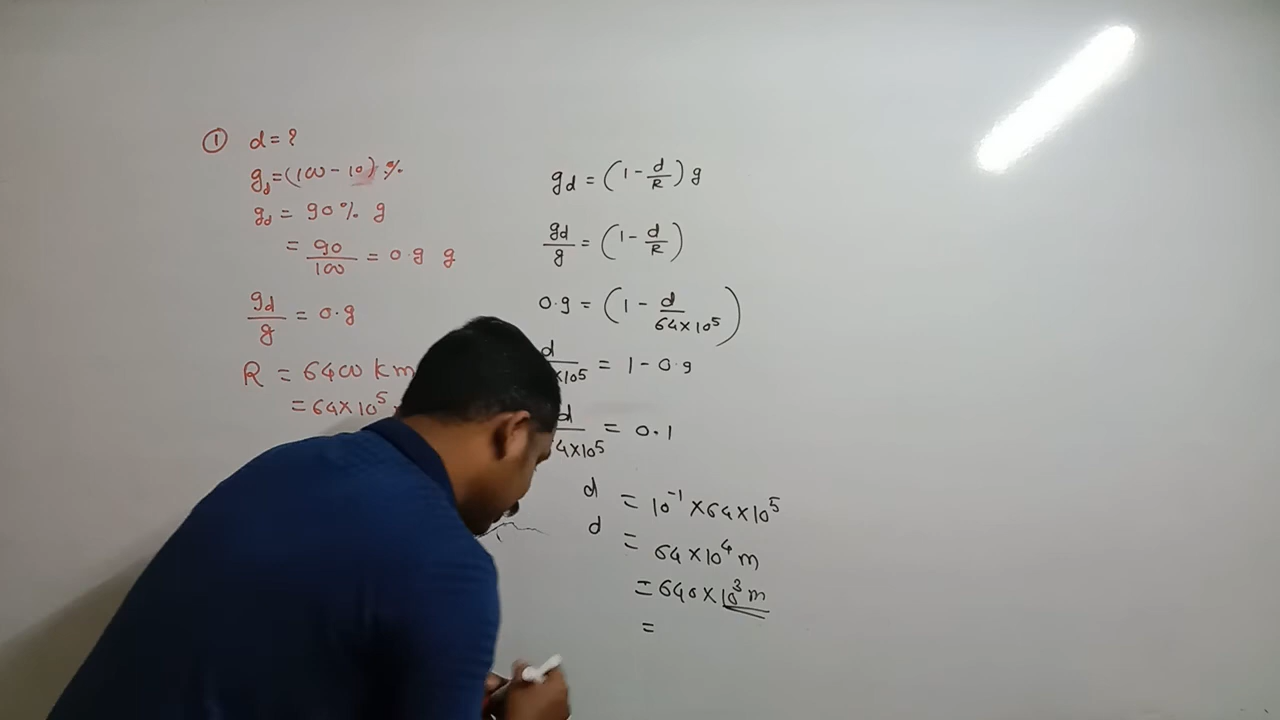 ① d = ?
g_d = (100 - 10) %
g_d = 90% g
= 90/100 = 0.9 g
g_d/g = 0.9
R = 6400 km
= 64×10⁵
g_d = (1 - d/R) g
g_d/g = (1 - d/R)
0.9 = (1 - d/64×10⁵)
d/×10⁵ = 1 - 0.9
d/4×10⁵ = 0.1
d = 10⁻¹ × 64 × 10⁵
d = 64 × 10⁴ m
= 640 × 10³ m
=